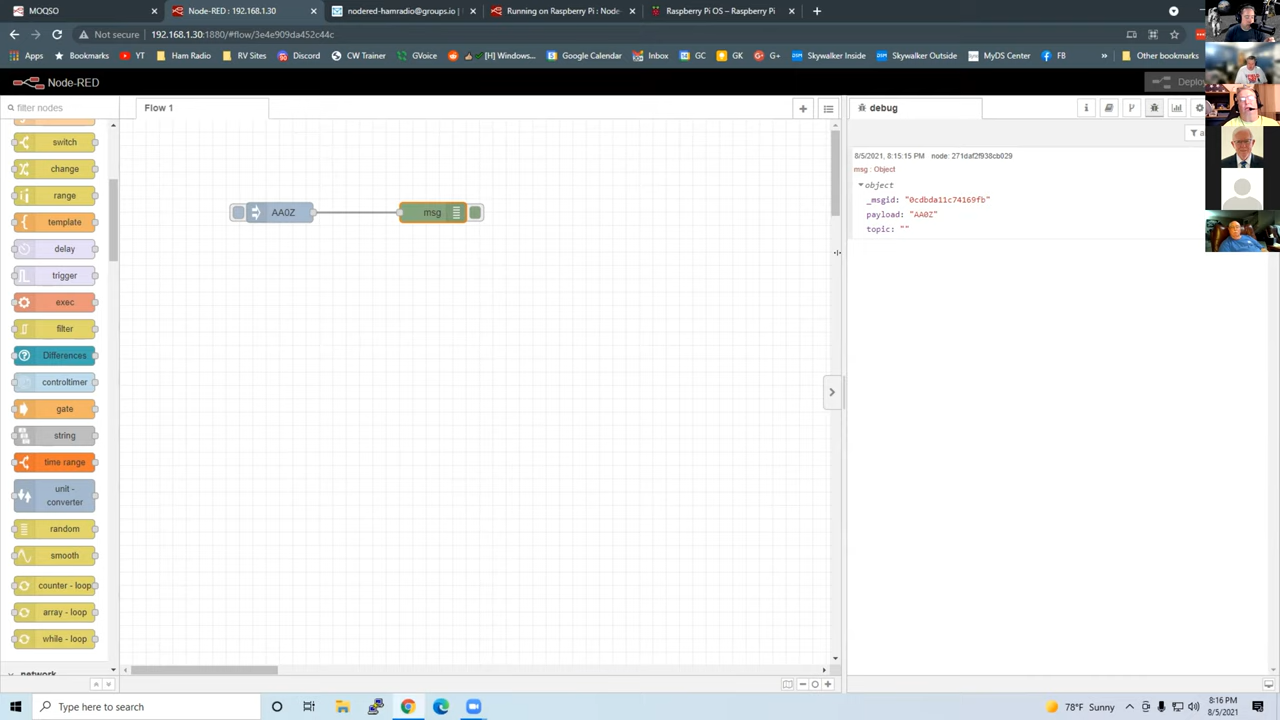 MOQSO
Node-RED: 192.168.1.30
nodered-hamradio@groups.io |
Running on Raspberry Pi : Node-
Raspberry Pi OS – Raspberry Pi
Not secure
192.168.1.30:1880/#flow/3e4e909da452c44c
Apps
Bookmarks
YT
Ham Radio
RV Sites
Discord
CW Trainer
GVoice
[H] Windows...
Google Calendar
Inbox
GC
GK
G+
Skywalker Inside
Skywalker Outside
MyDS Center
FB
»
Other bookmarks
Node-RED
Deploy
filter nodes
Flow 1
debug
switch
change
range
template
delay
trigger
exec
filter
Differences
controltimer
gate
string
time range
unit -
converter
random
smooth
counter - loop
array - loop
while - loop
network
AA0Z
msg
8/5/2021, 8:15:15 PM node: 271daf2f938cb029
msg : Object
object
_msgid: "0cdbda11c74169fb"
payload: "AA0Z"
topic: ""
Type here to search
78°F Sunny
8:16 PM
8/5/2021